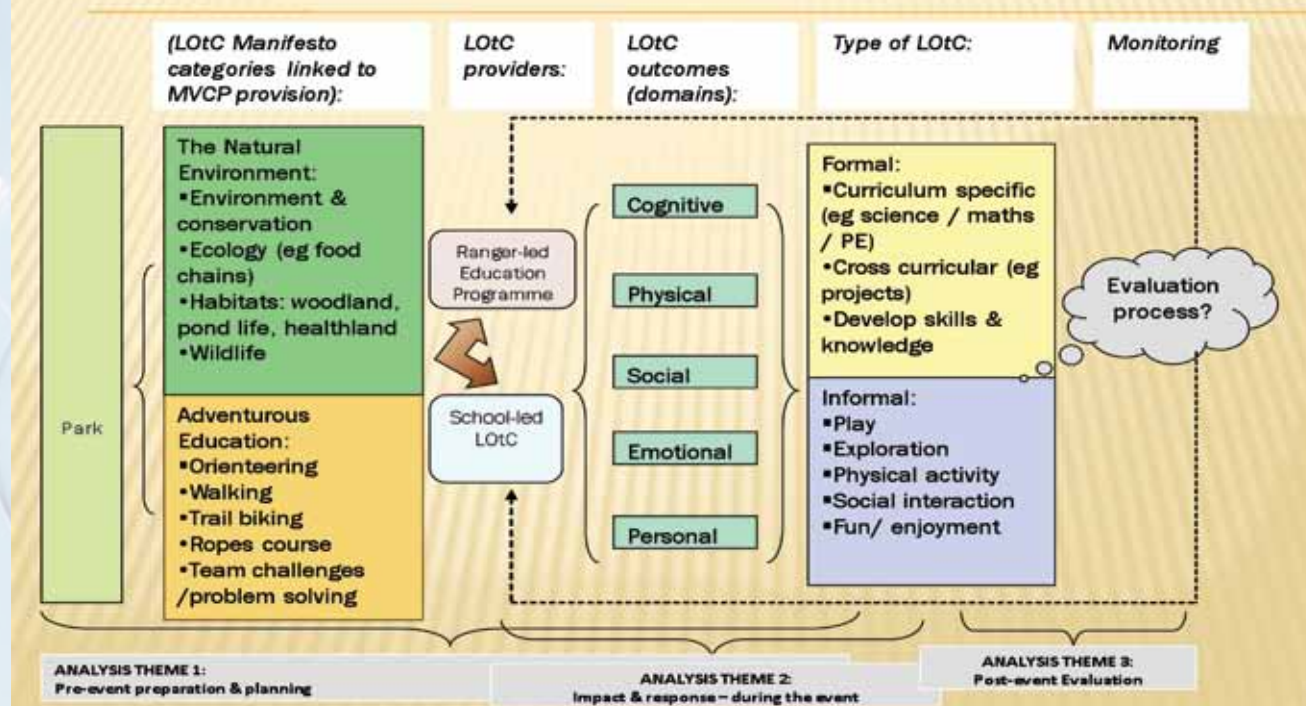 (LOtC Manifesto
categories linked to
MVCP provision):
LOtC
providers:
LOtC
outcomes
(domains):
Type of LOtC:
Monitoring
Park
The Natural
Environment:
▪Environment &
conservation
•Ecology (eg food
chains)
•Habitats: woodland,
pond life, healthland
•Wildlife
Adventurous
Education:
▪Orienteering
•Walking
•Trail biking
•Ropes course
•Team challenges
/problem solving
Ranger-led
Education
Programme
School-led
LOtC
Cognitive
Physical
Social
Emotional
Personal
Formal:
▪Curriculum specific
(eg science / maths
/ PE)
•Cross curricular (eg
projects)
•Develop skills &
knowledge
Informal:
▪Play
▪Exploration
▪Physical activity
▪Social interaction
▪Fun/ enjoyment
Evaluation
process?
ANALYSIS THEME 1:
Pre-event preparation & planning
ANALYSIS THEME 2:
Impact & response – during the event
ANALYSIS THEME 3:
Post-event Evaluation